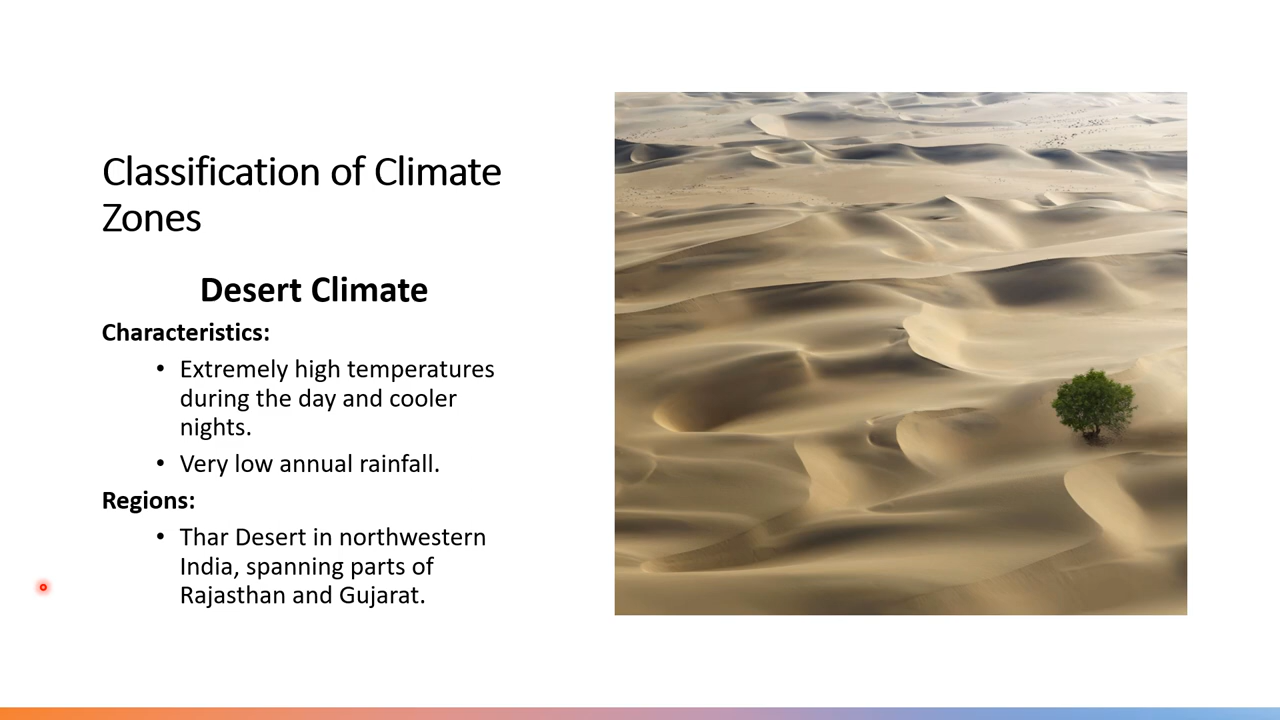 Classification of Climate
Zones
Desert Climate
Characteristics:
• Extremely high temperatures
during the day and cooler
nights.
• Very low annual rainfall.
Regions:
• Thar Desert in northwestern
India, spanning parts of
Rajasthan and Gujarat.